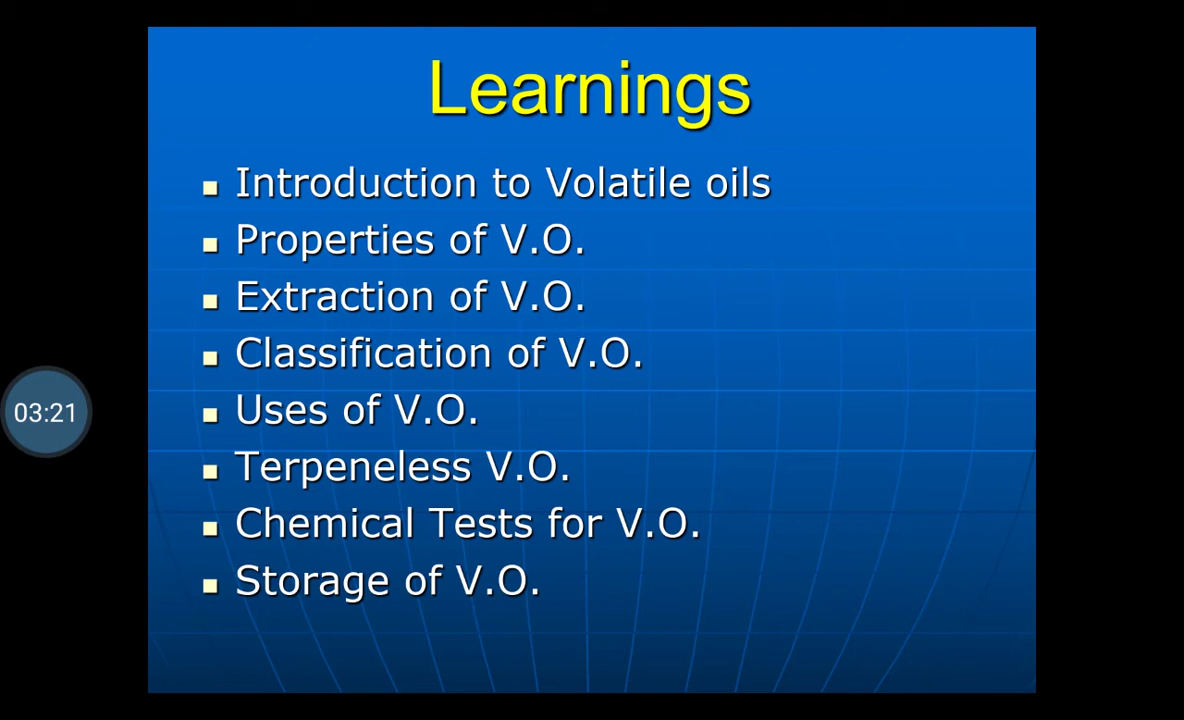 Learnings
Introduction to Volatile oils
Properties of V.O.
Extraction of V.O.
Classification of V.O.
Uses of V.O.
03:21
Terpeneless V.O.
Chemical Tests for V.O.
Storage of V.O.